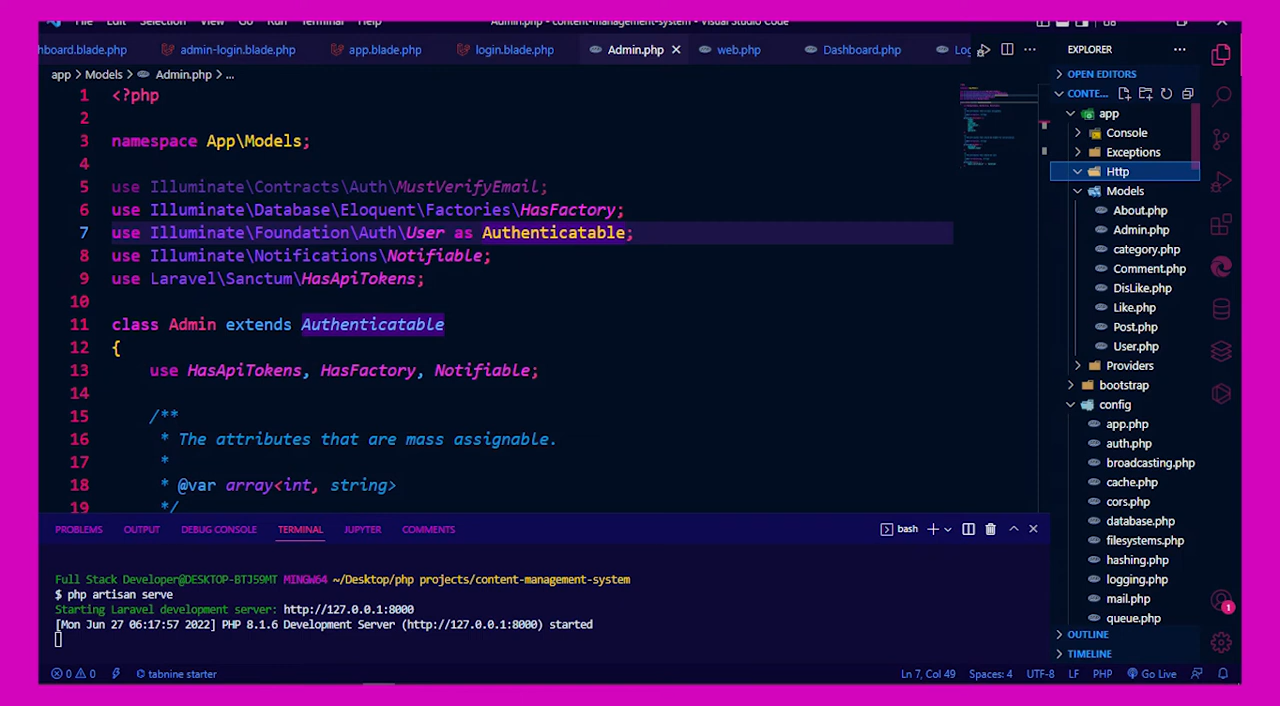 File Edit Selection View Go Run Terminal Help Admin.php - content-management-system - Visual Studio Code
hboard.blade.php admin-login.blade.php app.blade.php login.blade.php Admin.php web.php Dashboard.php Log
app > Models > Admin.php > ...
1 <?php
2
3 namespace App\Models;
4
5 use Illuminate\Contracts\Auth\MustVerifyEmail;
6 use Illuminate\Database\Eloquent\Factories\HasFactory;
7 use Illuminate\Foundation\Auth\User as Authenticatable;
8 use Illuminate\Notifications\Notifiable;
9 use Laravel\Sanctum\HasApiTokens;
10
11 class Admin extends Authenticatable
12 {
13 use HasApiTokens, HasFactory, Notifiable;
14
15 /**
16 * The attributes that are mass assignable.
17 *
18 * @var array<int, string>
19 */
PROBLEMS OUTPUT DEBUG CONSOLE TERMINAL JUPYTER COMMENTS
bash
Full Stack Developer@DESKTOP-BTJ59MT MINGW64 ~/Desktop/php projects/content-management-system
$ php artisan serve
Starting Laravel development server: http://127.0.0.1:8000
[Mon Jun 27 06:17:57 2022] PHP 8.1.6 Development Server (http://127.0.0.1:8000) started
EXPLORER
OPEN EDITORS
CONTE...
app
Console
Exceptions
Http
Models
About.php
Admin.php
category.php
Comment.php
DisLike.php
Like.php
Post.php
User.php
Providers
bootstrap
config
app.php
auth.php
broadcasting.php
cache.php
cors.php
database.php
filesystems.php
hashing.php
logging.php
mail.php
queue.php
OUTLINE
TIMELINE
1
0 0 tabnine starter Ln 7, Col 49 Spaces: 4 UTF-8 LF PHP Go Live